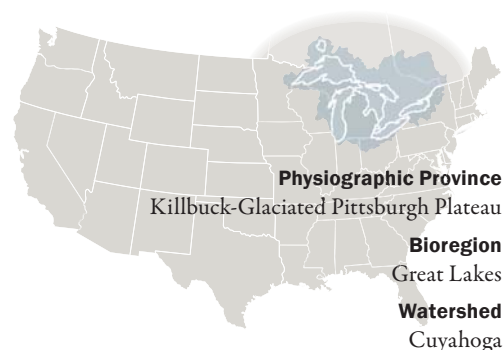 Physiographic Province
Killbuck-Glaciated Pittsburgh Plateau
Bioregion
Great Lakes
Watershed
Cuyahoga